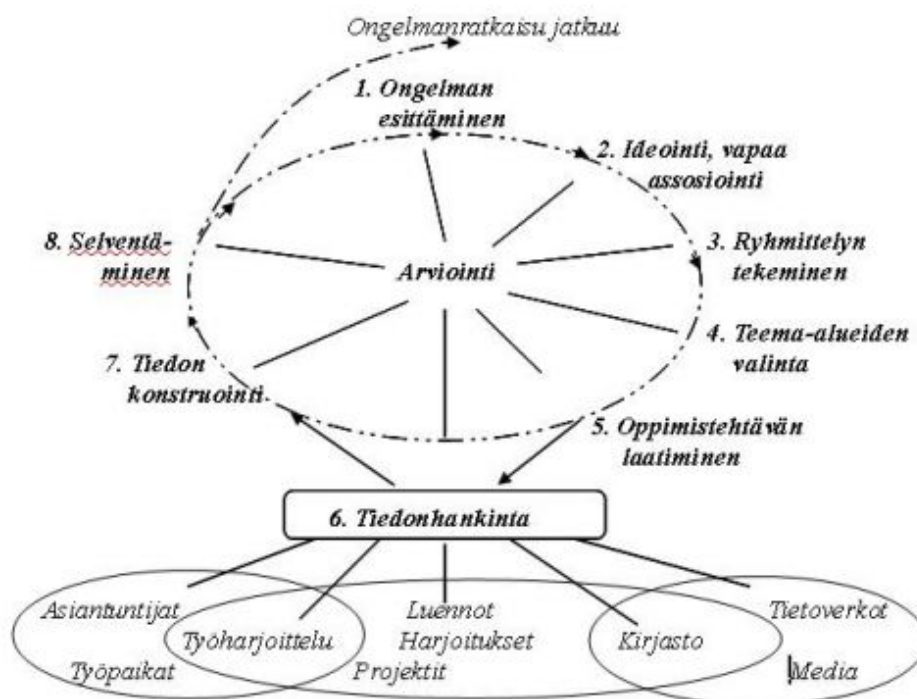 Ongelmanratkaisu jatkuu
1. Ongelman
esittäminen
2. Ideointi, vapaa
assosiointi
8. Selventä-
minen
3. Ryhmittelyn
tekeminen
Arviointi
4. Teema-alueiden
valinta
7. Tiedon
konstruointi
5. Oppimistehtävän
laatiminen
6. Tiedonhankinta
Asiantuntijat
Luennot
Tietoverkot
Työharjoittelu
Harjoitukset
Kirjasto
Työpaikat
Projektit
Media